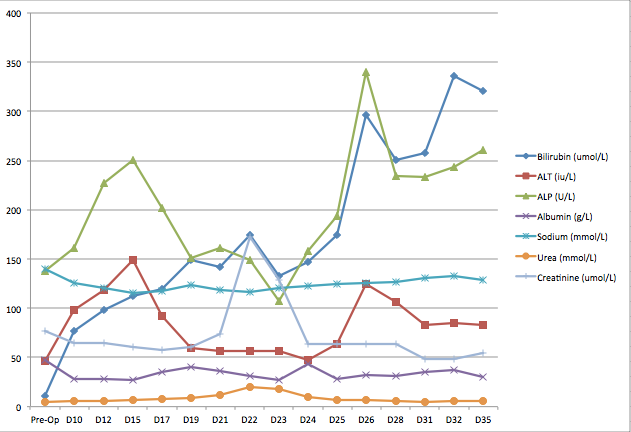 400
350
300
250
200
150
100
50
0
Pre-Op D10 D12 D15 D17 D19 D21 D22 D23 D24 D25 D26 D28 D31 D32 D35
Bilirubin (umol/L)
ALT (iu/L)
ALP (U/L)
Albumin (g/L)
Sodium (mmol/L)
Urea (mmol/L)
Creatinine (umol/L)